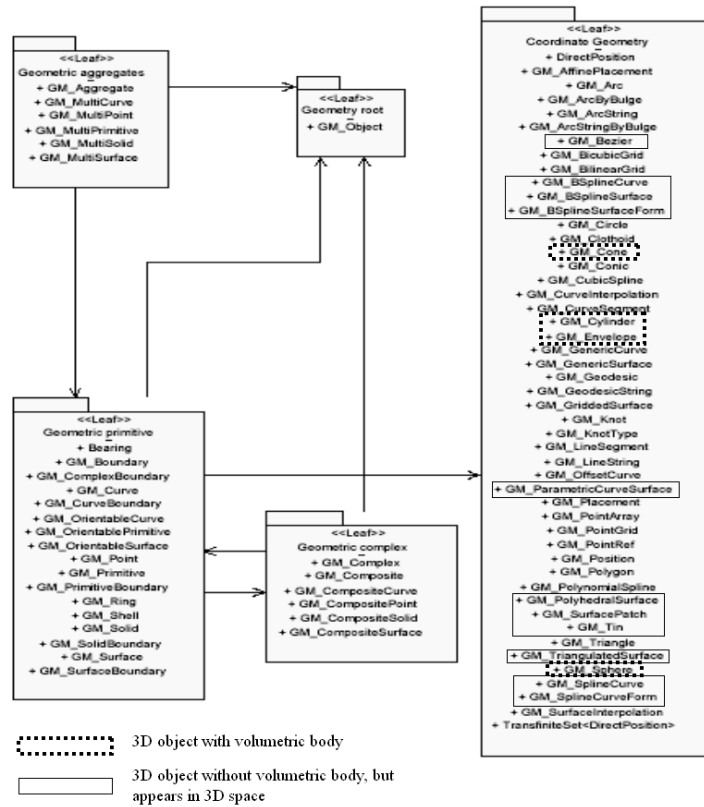 <<Leaf>>
Geometric aggregates
+ GM_Aggregate
+ GM_MultiCurve
+ GM_MultiPoint
+ GM_MultiPrimitive
+ GM_MultiSolid
+ GM_MultiSurface
<<Leaf>>
Geometry root
+ GM_Object
<<Leaf>>
Geometric primitive
+ Bearing
+ GM_Boundary
+ GM_ComplexBoundary
+ GM_Curve
+ GM_CurveBoundary
+ GM_OrientableCurve
+ GM_OrientablePrimitive
+ GM_OrientableSurface
+ GM_Point
+ GM_Primitive
+ GM_PrimitiveBoundary
+ GM_Ring
+ GM_Shell
+ GM_Solid
+ GM_SolidBoundary
+ GM_Surface
+ GM_SurfaceBoundary
<<Leaf>>
Geometric complex
+ GM_Complex
+ GM_Composite
+ GM_CompositeCurve
+ GM_CompositePoint
+ GM_CompositeSolid
+ GM_CompositeSurface
<<Leaf>>
Coordinate Geometry
+ DirectPosition
+ GM_AffinePlacement
+ GM_Arc
+ GM_ArcByBulge
+ GM_ArcString
+ GM_ArcStringByBulge
+ GM_Bezier
+ GM_BicubicGrid
+ GM_BilinearGrid
+ GM_BSplineCurve
+ GM_BSplineSurface
+ GM_BSplineSurfaceForm
+ GM_Circle
+ GM_Clothoid
+ GM_Cone
+ GM_Conic
+ GM_CubicSpline
+ GM_CurveInterpolation
+ GM_CurveSegment
+ GM_Cylinder
+ GM_Envelope
+ GM_GenericCurve
+ GM_GenericSurface
+ GM_Geodesic
+ GM_GeodesicString
+ GM_GriddedSurface
+ GM_Knot
+ GM_KnotType
+ GM_LineSegment
+ GM_LineString
+ GM_OffsetCurve
+ GM_ParametricCurveSurface
+ GM_Placement
+ GM_PointArray
+ GM_PointGrid
+ GM_PointRef
+ GM_Position
+ GM_Polygon
+ GM_PolynomialSpline
+ GM_PolyhedralSurface
+ GM_SurfacePatch
+ GM_Tin
+ GM_Triangle
+ GM_TriangulatedSurface
+ GM_Sphere
+ GM_SplineCurve
+ GM_SplineCurveForm
+ GM_SurfaceInterpolation
+ TransfiniteSet<DirectPosition>
3D object with volumetric body
3D object without volumetric body, but
appears in 3D space